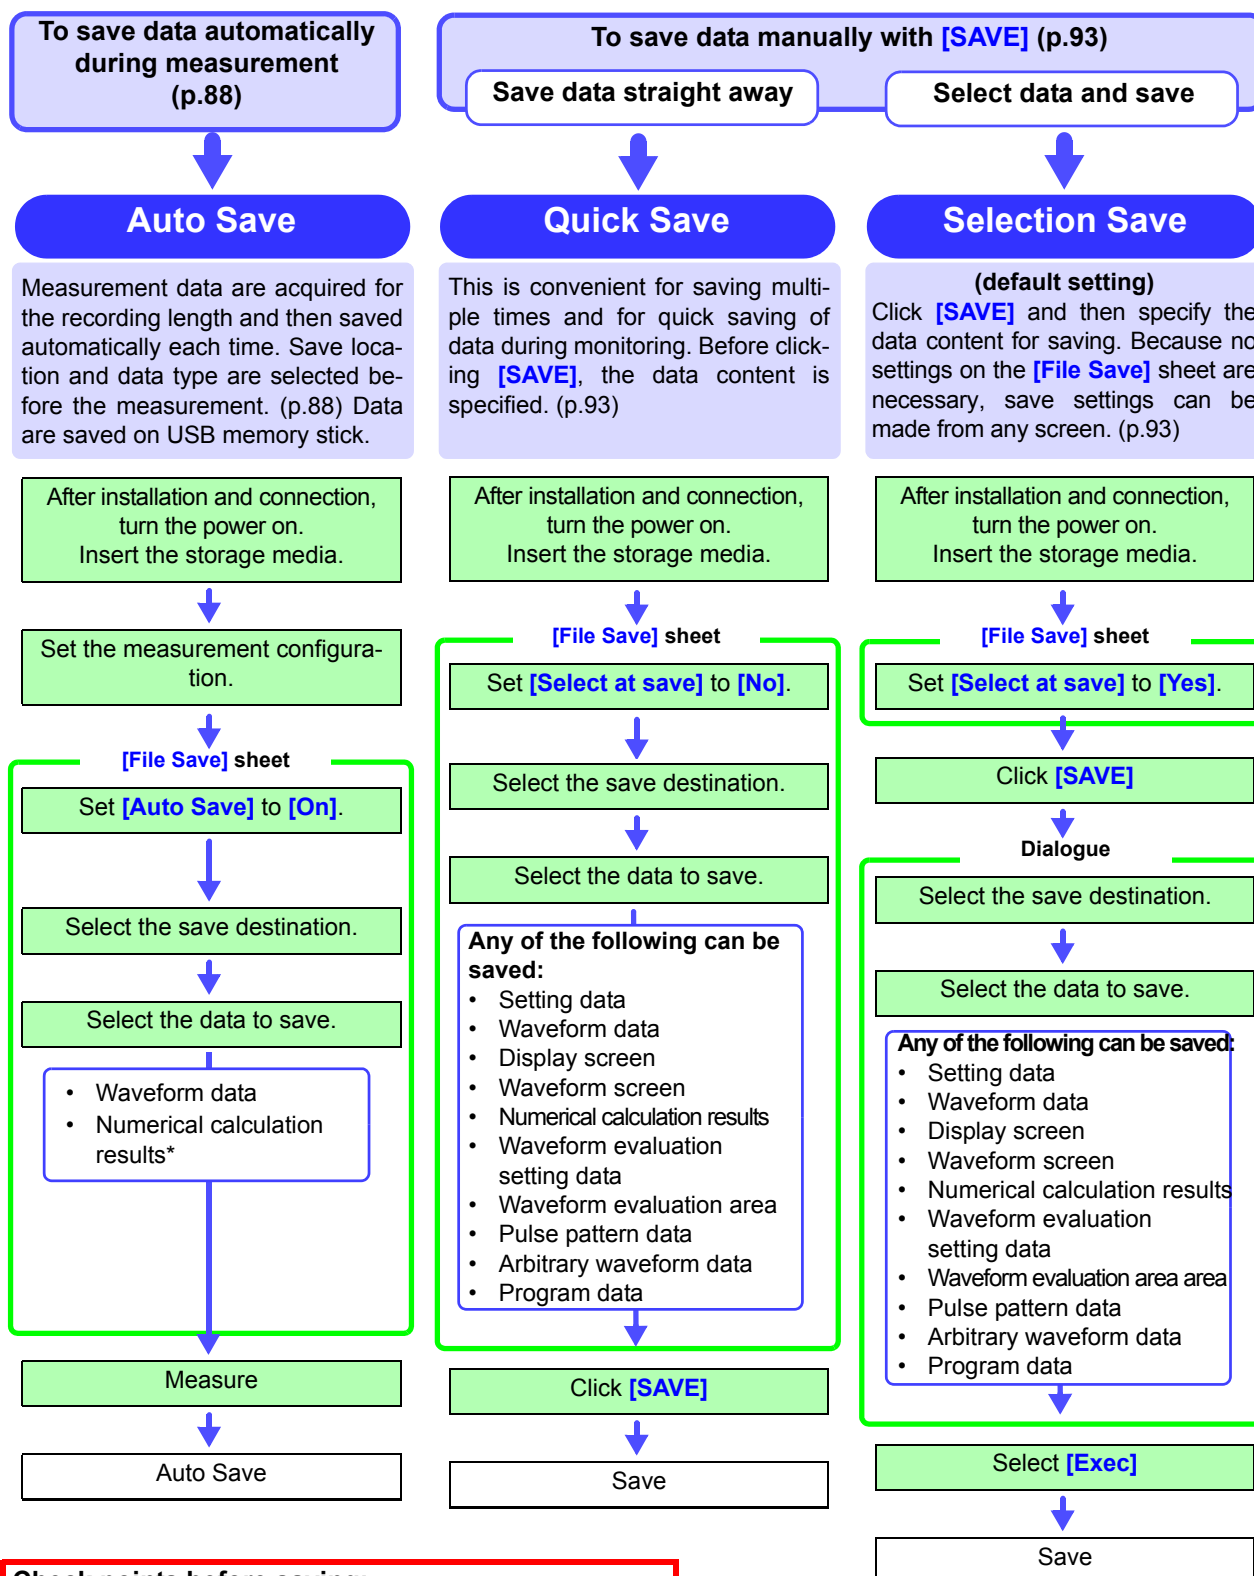 To save data automatically
during measurement
(p.88)
Auto Save
Measurement data are acquired for
the recording length and then saved
automatically each time. Save loca-
tion and data type are selected be-
fore the measurement. (p.88) Data
are saved on USB memory stick.
After installation and connection,
turn the power on.
Insert the storage media.
Set the measurement configura-
tion.
[File Save] sheet
Set [Auto Save] to [On].
Select the save destination.
Select the data to save.
• Waveform data
• Numerical calculation
results*
Measure
Auto Save
To save data manually with [SAVE] (p.93)
Save data straight away
Quick Save
This is convenient for saving multi-
ple times and for quick saving of
data during monitoring. Before click-
ing [SAVE], the data content is
specified. (p.93)
After installation and connection,
turn the power on.
Insert the storage media.
[File Save] sheet
Set [Select at save] to [No].
Select the save destination.
Select the data to save.
Any of the following can be
saved:
• Setting data
• Waveform data
• Display screen
• Waveform screen
• Numerical calculation results
• Waveform evaluation
setting data
• Waveform evaluation area
• Pulse pattern data
• Arbitrary waveform data
• Program data
Click [SAVE]
Save
Select data and save
Selection Save
(default setting)
Click [SAVE] and then specify the
data content for saving. Because no
settings on the [File Save] sheet are
necessary, save settings can be
made from any screen. (p.93)
After installation and connection,
turn the power on.
Insert the storage media.
[File Save] sheet
Set [Select at save] to [Yes].
Click [SAVE]
Dialogue
Select the save destination.
Select the data to save.
Any of the following can be saved:
• Setting data
• Waveform data
• Display screen
• Waveform screen
• Numerical calculation results
• Waveform evaluation
setting data
• Waveform evaluation area area
• Pulse pattern data
• Arbitrary waveform data
• Program data
Select [Exec]
Save